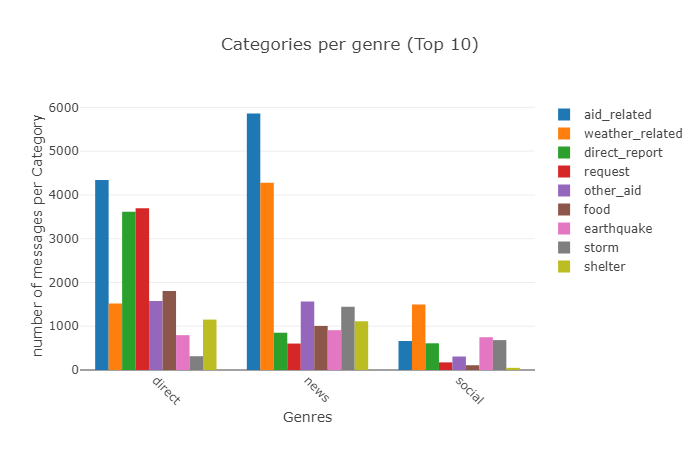 Categories per genre (Top 10)
number of messages per Category
6000
5000
4000
3000
2000
1000
0
direct
news
social
Genres
aid_related
weather_related
direct_report
request
other_aid
food
earthquake
storm
shelter